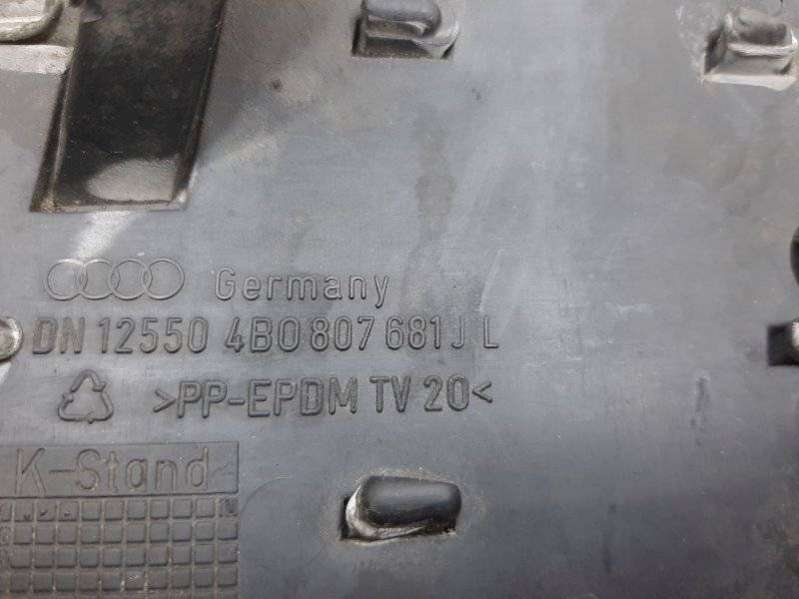 Germany
DN 12550 4B0 807 681 J L
>PP-EPDM TV 20<
K-Stand